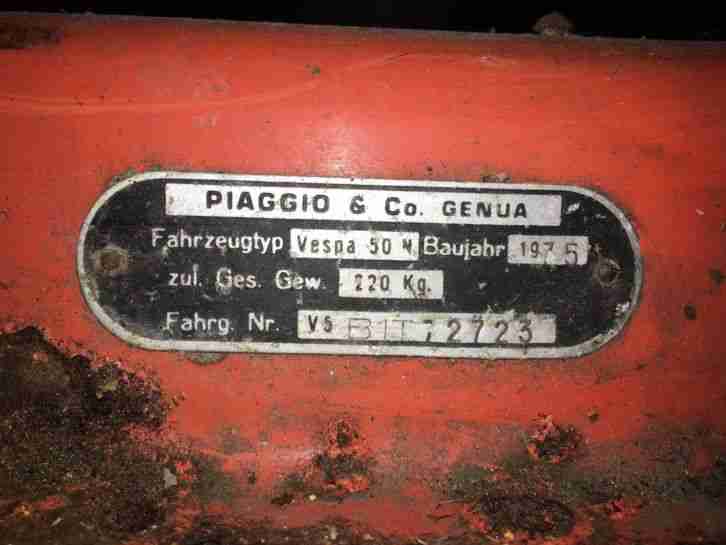 PIAGGIO & Co. GENUA
Fahrzeugtyp Vespa 50 N Baujahr 1975
zul. Ges. Gew. 220 Kg.
Fahrg. Nr. V5 B1T 72723